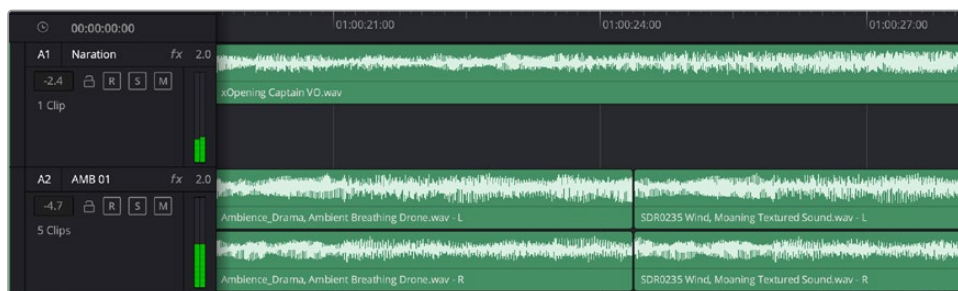 00:00:00:00 01:00:21:00 01:00:24:00 01:00:27:00
A1 Naration fx 2.0
-2.4 R S M
1 Clip
xOpening Captain VO.wav
A2 AMB 01 fx 2.0
-4.7 R S M
5 Clips
Ambience_Drama, Ambient Breathing Drone.wav - L SDR0235 Wind, Moaning Textured Sound.wav - L
Ambience_Drama, Ambient Breathing Drone.wav - R SDR0235 Wind, Moaning Textured Sound.wav - R